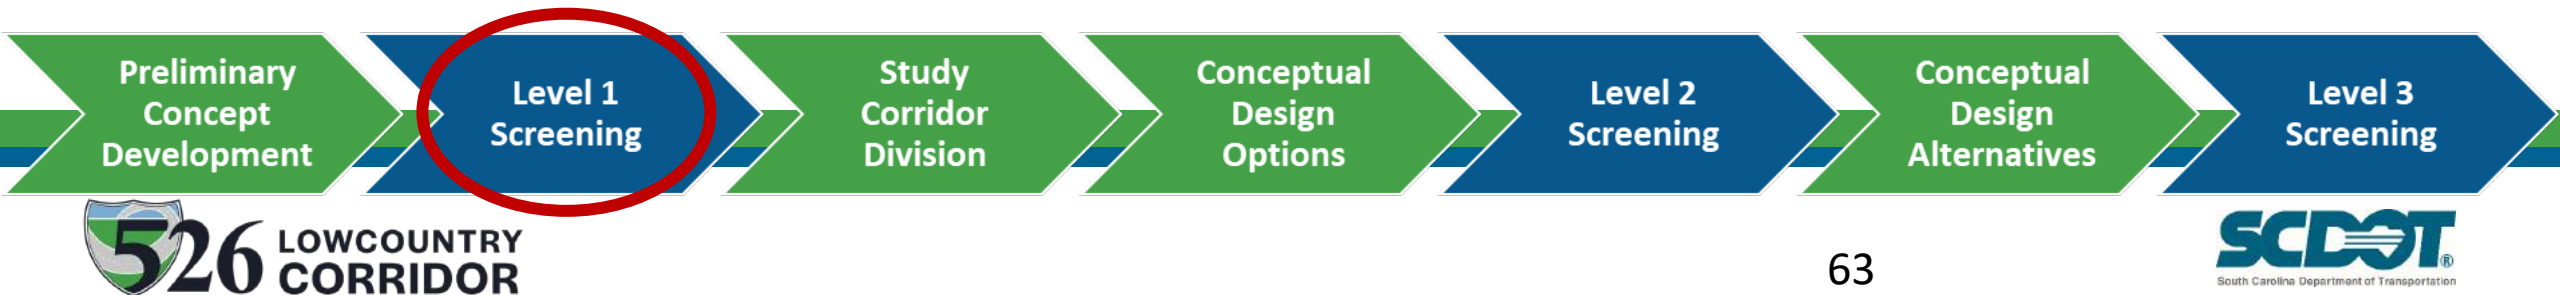 Preliminary
Concept
Development
Level 1
Screening
Study
Corridor
Division
Conceptual
Design
Options
Level 2
Screening
Conceptual
Design
Alternatives
Level 3
Screening
526 LOWCOUNTRY
CORRIDOR
63
SCDOT®
South Carolina Department of Transportation